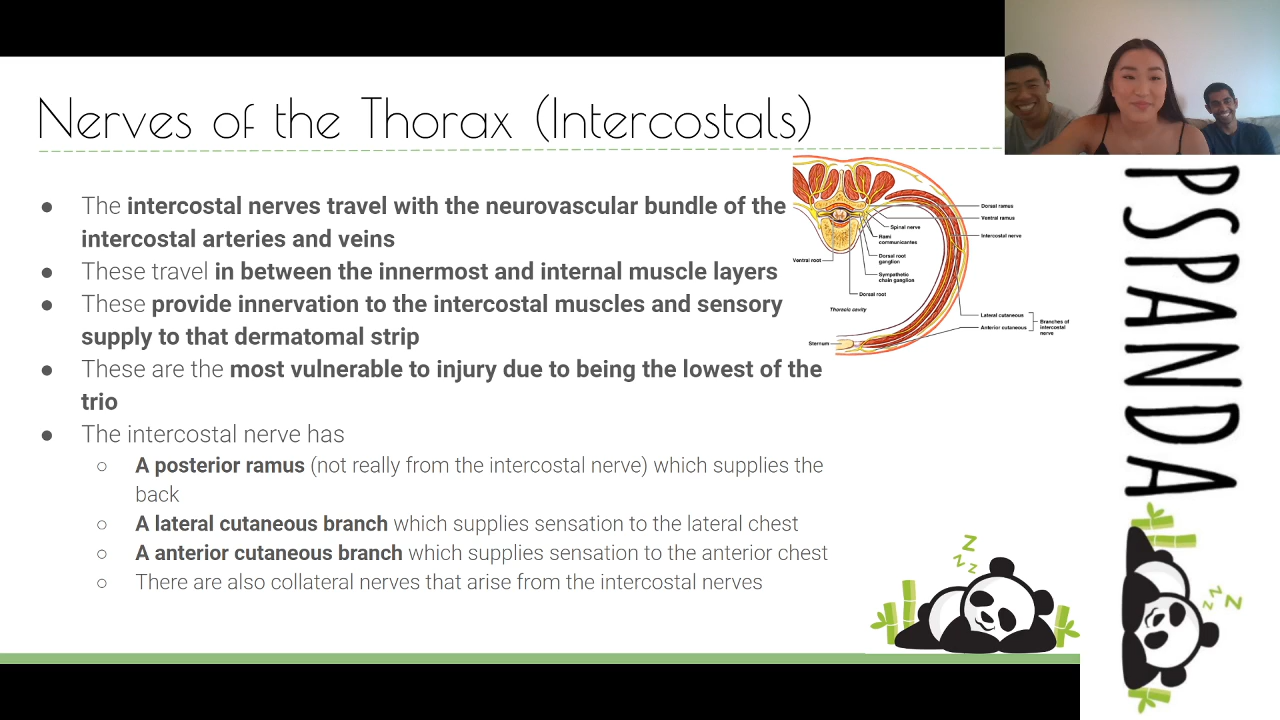 Nerves of the Thorax (Intercostals)
● The intercostal nerves travel with the neurovascular bundle of the
intercostal arteries and veins
● These travel in between the innermost and internal muscle layers
● These provide innervation to the intercostal muscles and sensory
supply to that dermatomal strip
● These are the most vulnerable to injury due to being the lowest of the
trio
● The intercostal nerve has
○ A posterior ramus (not really from the intercostal nerve) which supplies the
back
○ A lateral cutaneous branch which supplies sensation to the lateral chest
○ A anterior cutaneous branch which supplies sensation to the anterior chest
○ There are also collateral nerves that arise from the intercostal nerves
Dorsal ramus
Ventral ramus
Intercostal nerve
Spinal nerve
Rami
communicantes
Dorsal root
ganglion
Ventral root
Sympathetic
chain ganglion
Dorsal root
Thoracic cavity
Sternum
Lateral cutaneous
Anterior cutaneous
Branches of
intercostal
nerve
PSPANDA
z z Z
z z Z